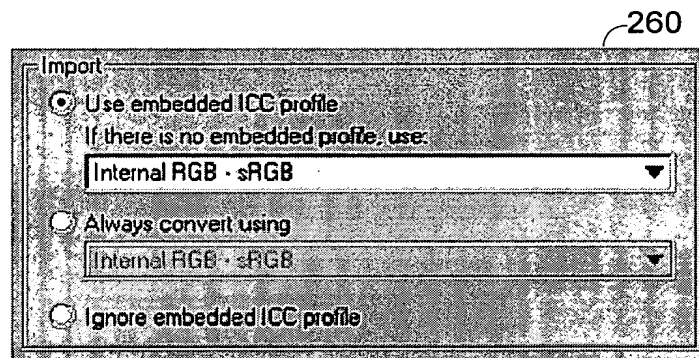 260
Import
Use embedded ICC profile
If there is no embedded profile, use:
Internal RGB - sRGB
Always convert using
Internal RGB - sRGB
Ignore embedded ICC profile